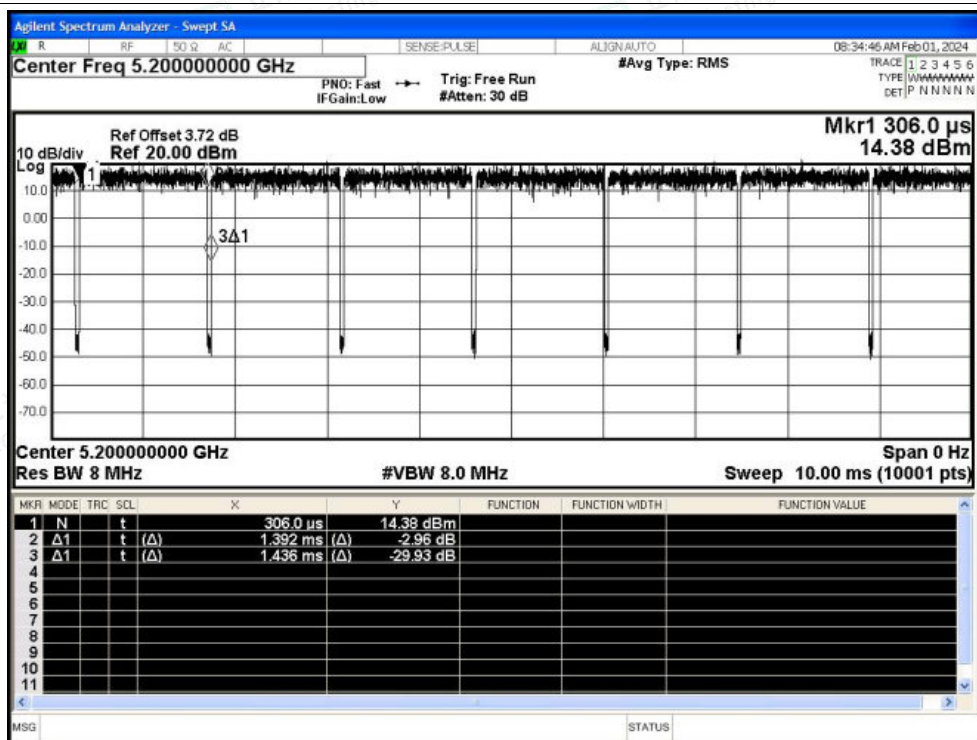 Agilent Spectrum Analyzer - Swept SA
LXI R RF 50 Ω AC SENSE:PULSE ALIGNAUTO 08:34:46 AM Feb 01, 2024
Center Freq 5.200000000 GHz #Avg Type: RMS TRACE 1 2 3 4 5 6
PNO: Fast Trig: Free Run TYPE WWWWWW
IFGain:Low #Atten: 30 dB DET P N N N N N
Ref Offset 3.72 dB Mkr1 306.0 µs
10 dB/div Ref 20.00 dBm 14.38 dBm
Log
1
10.0
0.00
3Δ1
-10.0
-20.0
-30.0
-40.0
-50.0
-60.0
-70.0
Center 5.200000000 GHz Span 0 Hz
Res BW 8 MHz #VBW 8.0 MHz Sweep 10.00 ms (10001 pts)
MKR MODE TRC SCL X Y FUNCTION FUNCTION WIDTH FUNCTION VALUE
1 N t 306.0 µs 14.38 dBm
2 Δ1 t (Δ) 1.392 ms (Δ) -2.96 dB
3 Δ1 t (Δ) 1.436 ms (Δ) -29.93 dB
4
5
6
7
8
9
10
11
MSG STATUS